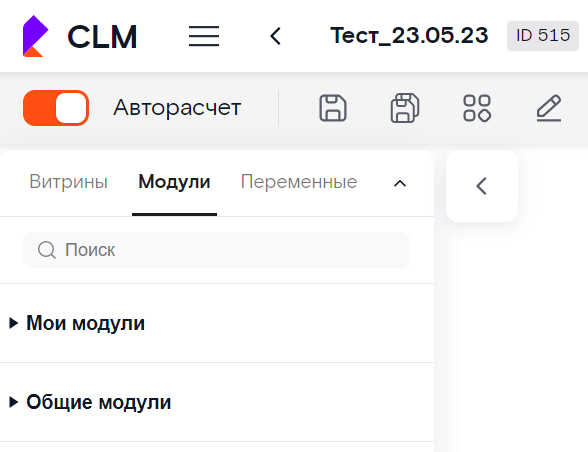 CLM
Тест_23.05.23
ID 515
Авторасчет
Витрины
Модули
Переменные
Поиск
Мои модули
Общие модули